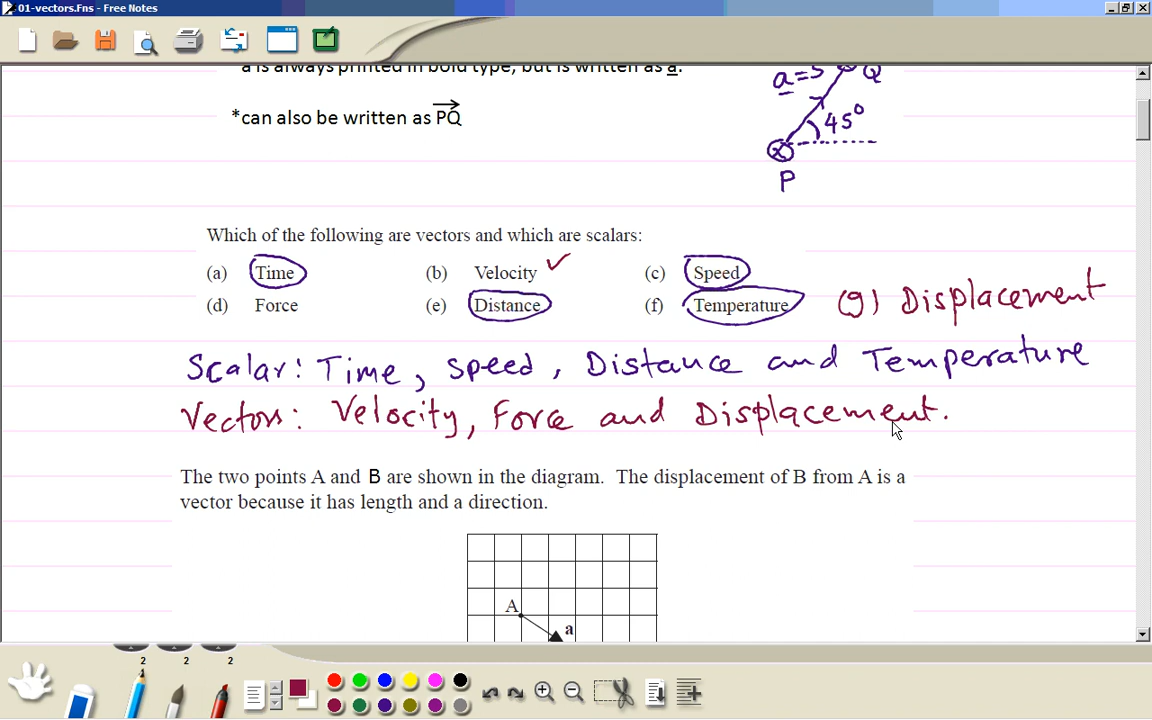 01-vectors.Fns - Free Notes
a is always printed in bold type, but is written as a.
a=5 Q
*can also be written as PQ
45°
P
Which of the following are vectors and which are scalars:
(a) Time (b) Velocity ✓ (c) Speed
(d) Force (e) Distance (f) Temperature (g) Displacement
Scalar: Time, Speed, Distance and Temperature
Vectors: Velocity, Force and Displacement.
The two points A and B are shown in the diagram. The displacement of B from A is a
vector because it has length and a direction.
A
a
2 2 2